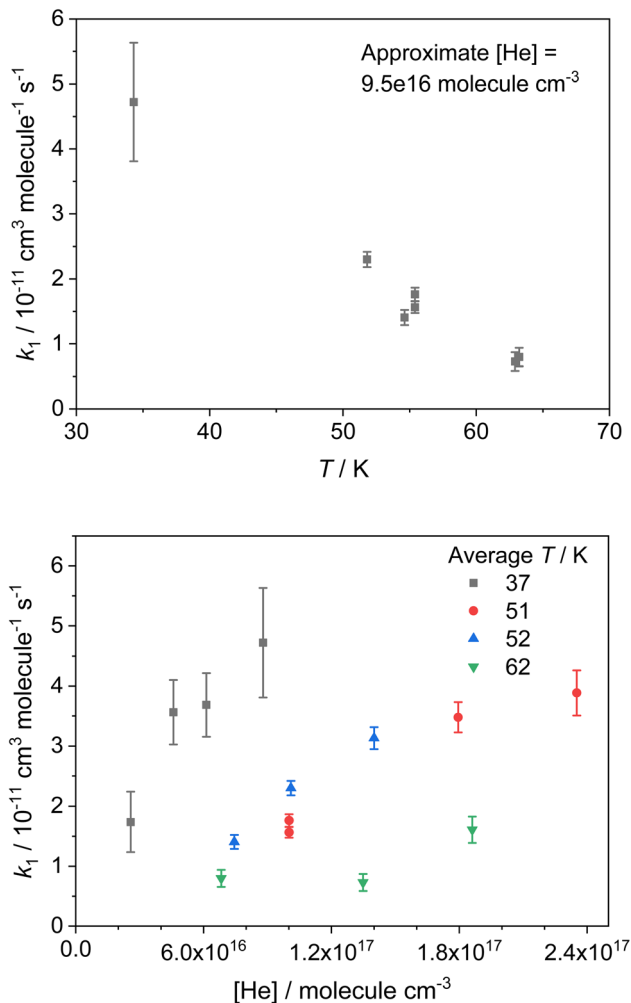 6
5
4
3
2
1
0
k₁ / 10⁻¹¹ cm³ molecule⁻¹ s⁻¹
Approximate [He] =
9.5e16 molecule cm⁻³
30 40 50 60 70
T / K
6
5
4
3
2
1
0
k₁ / 10⁻¹¹ cm³ molecule⁻¹ s⁻¹
Average T / K
37
51
52
62
0.0 6.0x10¹⁶ 1.2x10¹⁷ 1.8x10¹⁷ 2.4x10¹⁷
[He] / molecule cm⁻³